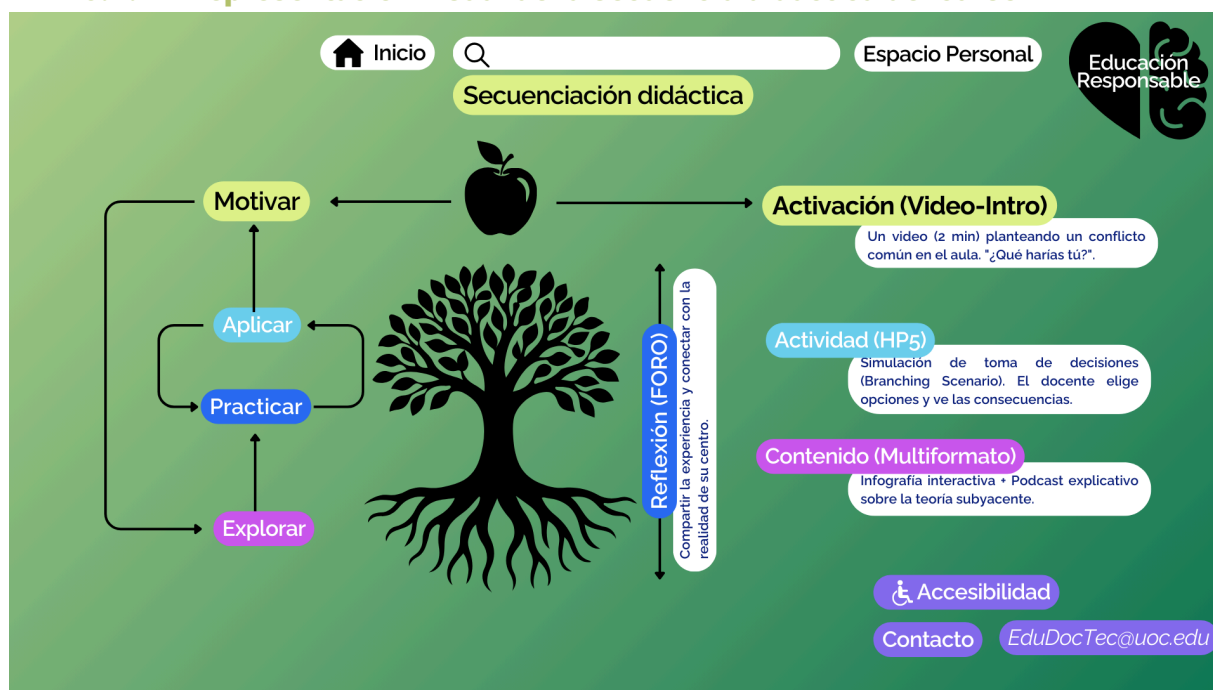 Inicio
Espacio Personal
Educación
Responsable
Secuenciación didáctica
Motivar
Activación (Video-Intro)
Un video (2 min) planteando un conflicto
común en el aula. "¿Qué harías tú?".
Aplicar
Actividad (HP5)
Simulación de toma de decisiones
(Branching Scenario). El docente elige
opciones y ve las consecuencias.
Practicar
Reflexión (FORO)
Compartir la experiencia y conectar con la
realidad de su centro.
Contenido (Multiformato)
Infografía interactiva + Podcast explicativo
sobre la teoría subyacente.
Explorar
Accesibilidad
Contacto
EduDocTec@uoc.edu